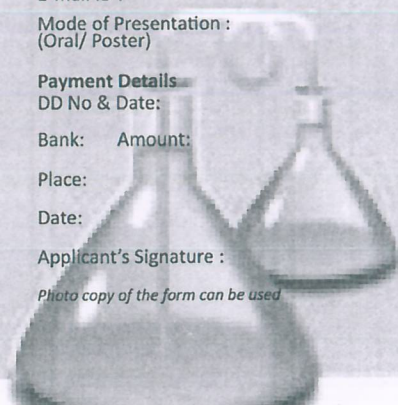 Mode of Presentation :
(Oral/ Poster)
Payment Details
DD No & Date:
Bank: Amount:
Place:
Date:
Applicant's Signature :
Photo copy of the form can be used